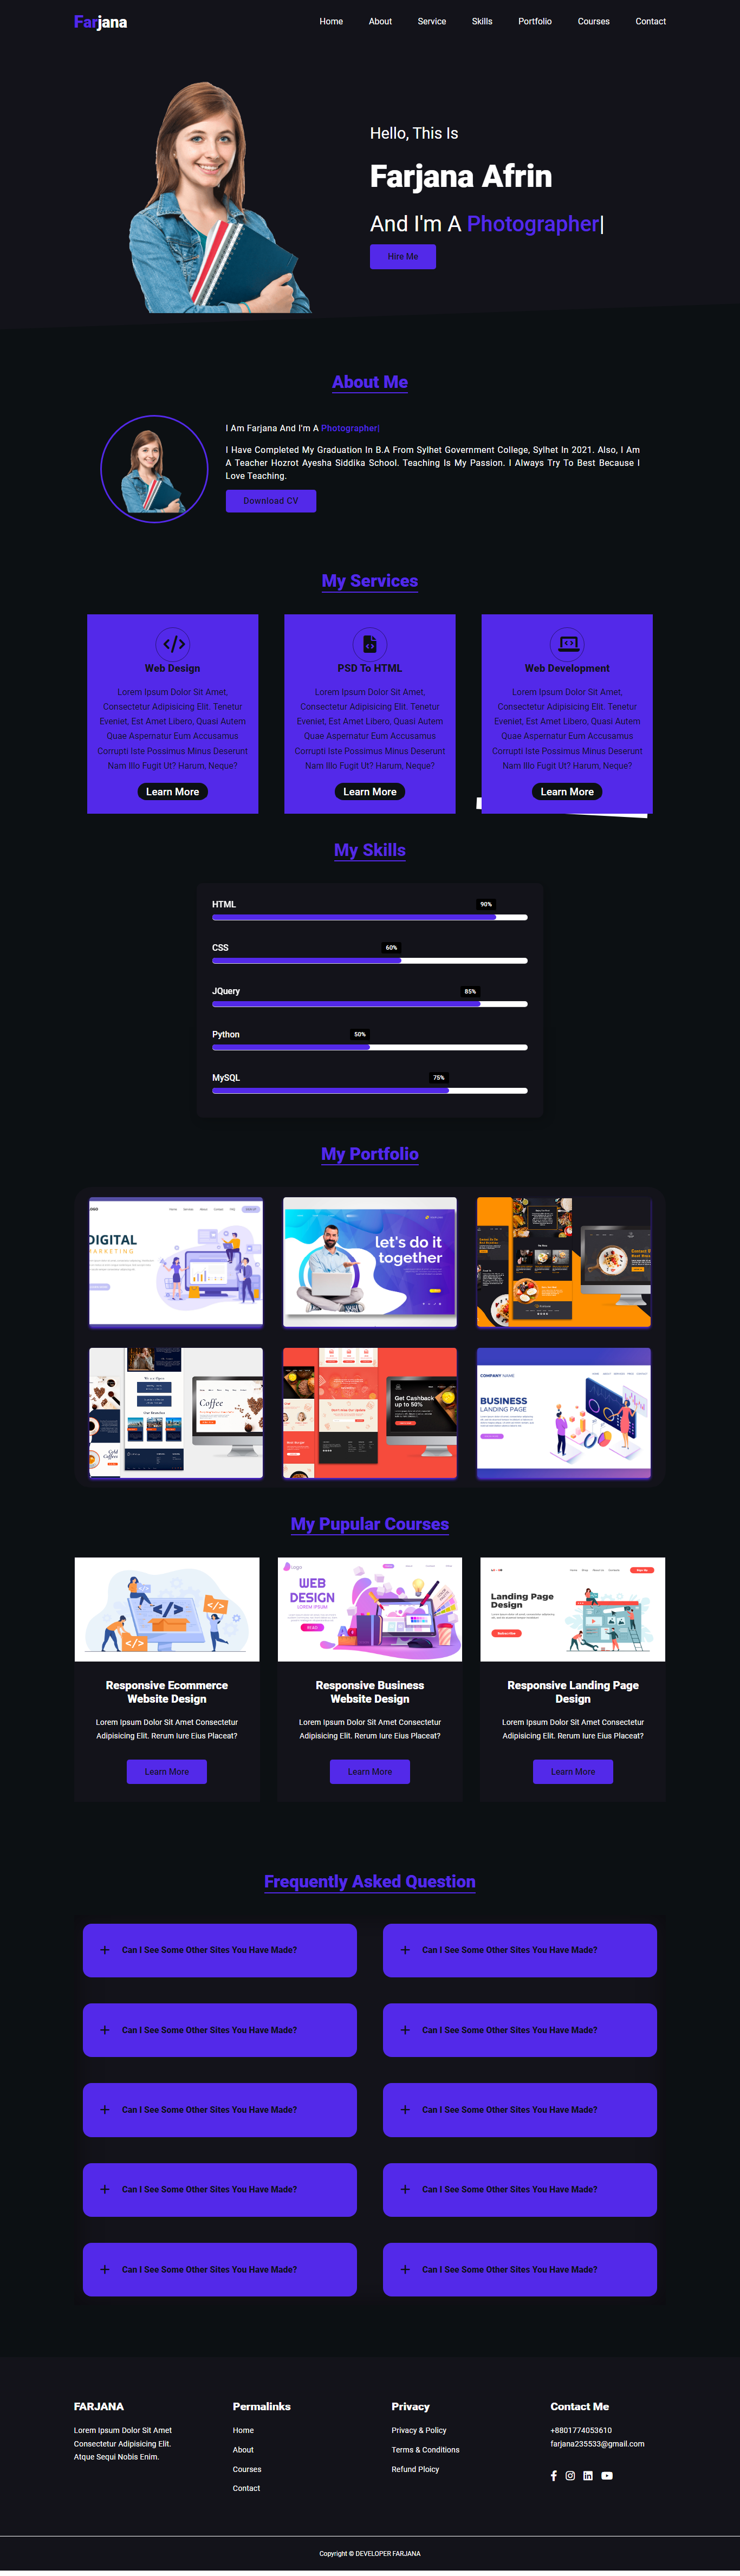 Farjana
Home
About
Service
Skills
Portfolio
Courses
Contact
Hello, This Is
Farjana Afrin
And I'm A Photographer|
Hire Me
About Me
I Am Farjana And I'm A Photographer|
I Have Completed My Graduation In B.A From Sylhet Government College, Sylhet In 2021. Also, I Am
A Teacher Hozrot Ayesha Siddika School. Teaching Is My Passion. I Always Try To Best Because I
Love Teaching.
Download CV
My Services
Web Design
Lorem Ipsum Dolor Sit Amet,
Consectetur Adipisicing Elit. Tenetur
Eveniet, Est Amet Libero, Quasi Autem
Quae Aspernatur Eum Accusamus
Corrupti Iste Possimus Minus Deserunt
Nam Illo Fugit Ut? Harum, Neque?
Learn More
PSD To HTML
Lorem Ipsum Dolor Sit Amet,
Consectetur Adipisicing Elit. Tenetur
Eveniet, Est Amet Libero, Quasi Autem
Quae Aspernatur Eum Accusamus
Corrupti Iste Possimus Minus Deserunt
Nam Illo Fugit Ut? Harum, Neque?
Learn More
Web Development
Lorem Ipsum Dolor Sit Amet,
Consectetur Adipisicing Elit. Tenetur
Eveniet, Est Amet Libero, Quasi Autem
Quae Aspernatur Eum Accusamus
Corrupti Iste Possimus Minus Deserunt
Nam Illo Fugit Ut? Harum, Neque?
Learn More
My Skills
HTML
90%
CSS
60%
JQuery
85%
Python
50%
MySQL
75%
My Portfolio
DIGITAL
MARKETING
let's do it
together
Coffee
Get Cashback
up to 50%
COMPANY NAME
BUSINESS
LANDING PAGE
My Pupular Courses
WEB
DESIGN
LOREM IPSUM
Landing Page
Design
Responsive Ecommerce
Website Design
Lorem Ipsum Dolor Sit Amet Consectetur
Adipisicing Elit. Rerum Iure Eius Placeat?
Learn More
Responsive Business
Website Design
Lorem Ipsum Dolor Sit Amet Consectetur
Adipisicing Elit. Rerum Iure Eius Placeat?
Learn More
Responsive Landing Page
Design
Lorem Ipsum Dolor Sit Amet Consectetur
Adipisicing Elit. Rerum Iure Eius Placeat?
Learn More
Frequently Asked Question
Can I See Some Other Sites You Have Made?
Can I See Some Other Sites You Have Made?
Can I See Some Other Sites You Have Made?
Can I See Some Other Sites You Have Made?
Can I See Some Other Sites You Have Made?
Can I See Some Other Sites You Have Made?
Can I See Some Other Sites You Have Made?
Can I See Some Other Sites You Have Made?
Can I See Some Other Sites You Have Made?
Can I See Some Other Sites You Have Made?
FARJANA
Lorem Ipsum Dolor Sit Amet
Consectetur Adipisicing Elit.
Atque Sequi Nobis Enim.
Permalinks
Home
About
Courses
Contact
Privacy
Privacy & Policy
Terms & Conditions
Refund Ploicy
Contact Me
+8801774053610
farjana235533@gmail.com
Copyright © DEVELOPER FARJANA